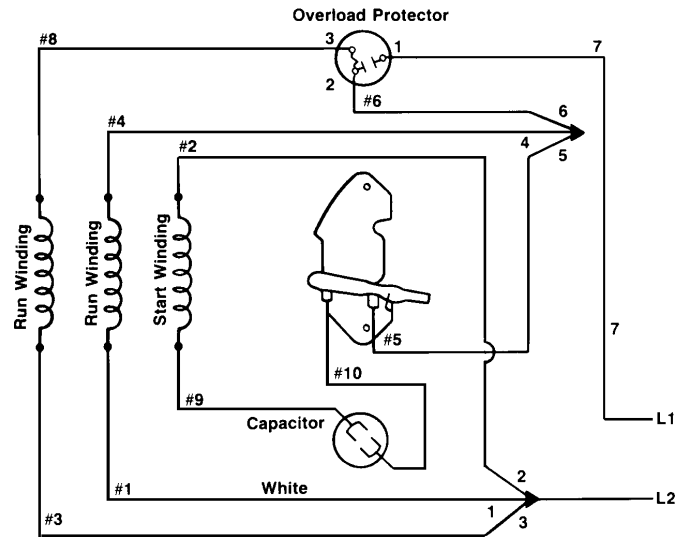 Overload Protector
#8
3
1
7
2
#6
6
#4
4
5
#2
Run Winding
Run Winding
Start Winding
7
#5
#10
#9
Capacitor
L1
2
#1
White
L2
1
3
#3